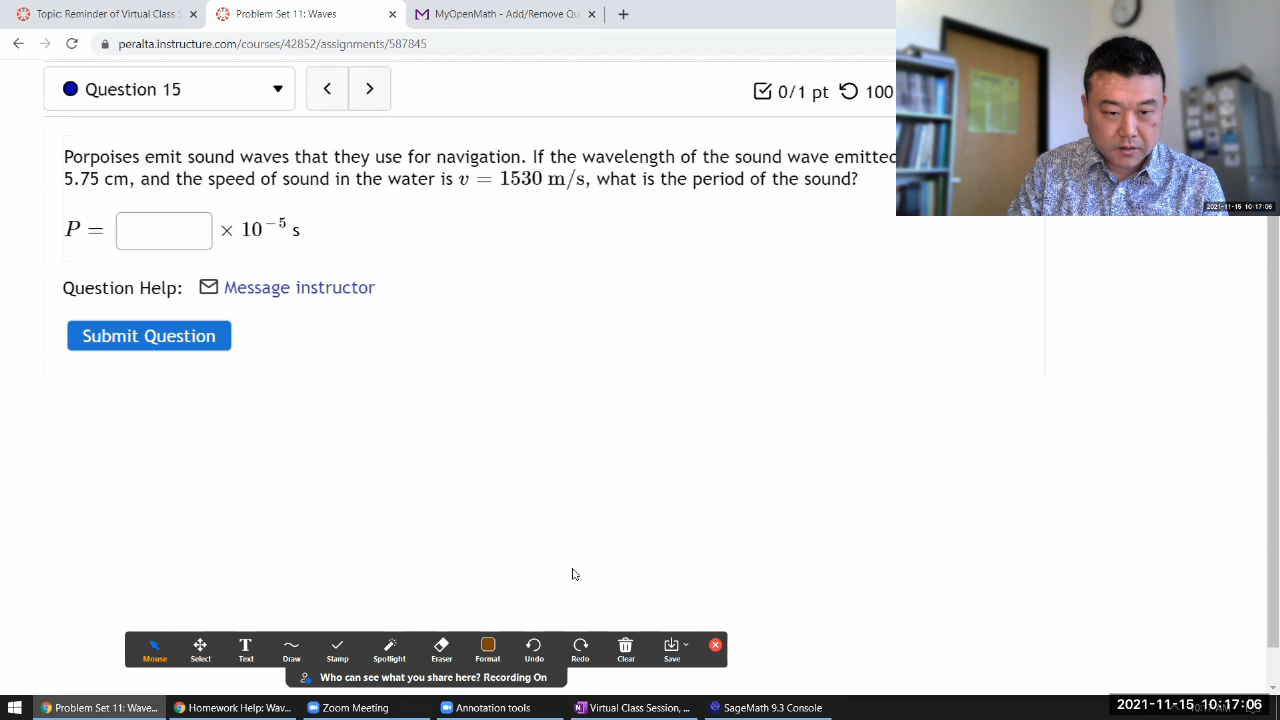 Topic: Reminder of Virtual Class S
Problem Set 11: Waves
MyOpenMath - Add/Remove Qu
peralta.instructure.com/courses/42852/assignments/587845
Question 15
0/1 pt
100
Porpoises emit sound waves that they use for navigation. If the wavelength of the sound wave emitted
5.75 cm, and the speed of sound in the water is v = 1530 m/s, what is the period of the sound?
P = × 10⁻⁵ s
Question Help: Message instructor
Submit Question
2021-11-15 10:17:06
Mouse
Select
Text
Draw
Stamp
Spotlight
Eraser
Format
Undo
Redo
Clear
Save
Who can see what you share here? Recording On
Problem Set 11: Wave...
Homework Help: Wav...
Zoom Meeting
Annotation tools
Virtual Class Session, ...
SageMath 9.3 Console
2021-11-15 10:17:06